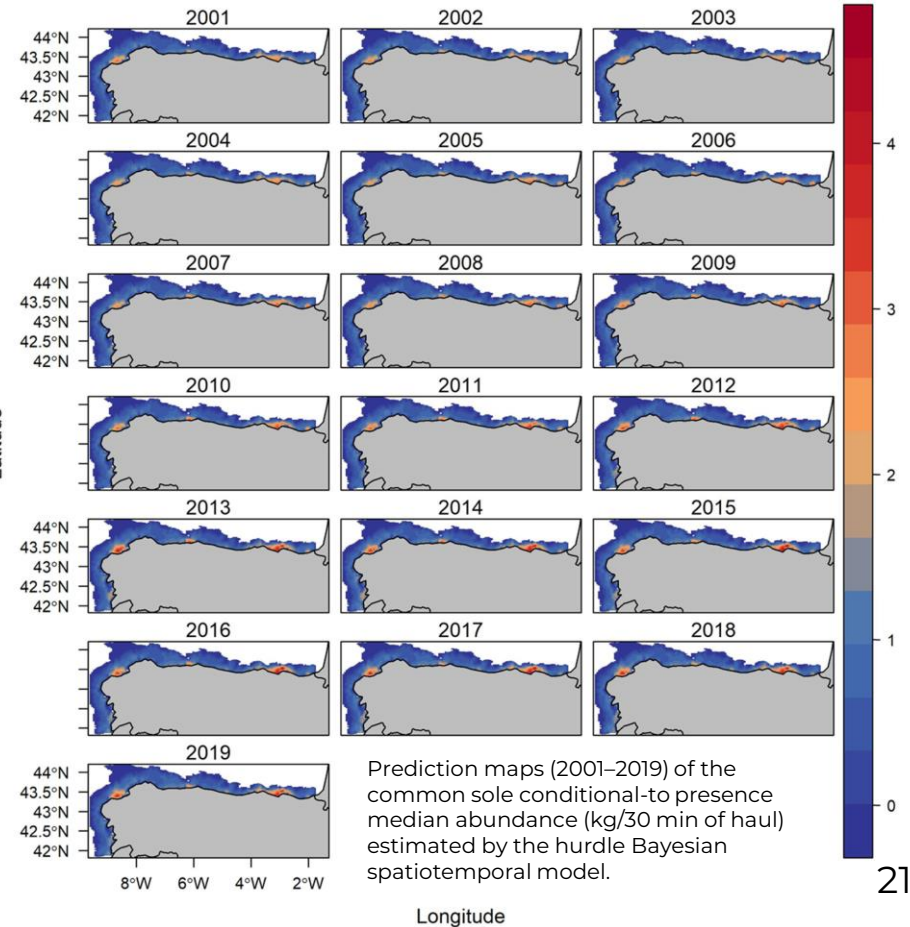 2001
2002
2003
44°N
43.5°N
43°N
42.5°N
42°N
2004
2005
2006
2007
2008
2009
44°N
43.5°N
43°N
42.5°N
42°N
2010
2011
2012
2013
2014
2015
44°N
43.5°N
43°N
42.5°N
42°N
2016
2017
2018
2019
44°N
43.5°N
43°N
42.5°N
42°N
8°W
6°W
4°W
2°W
Longitude
4
3
2
1
0
Prediction maps (2001–2019) of the
common sole conditional-to presence
median abundance (kg/30 min of haul)
estimated by the hurdle Bayesian
spatiotemporal model.
21